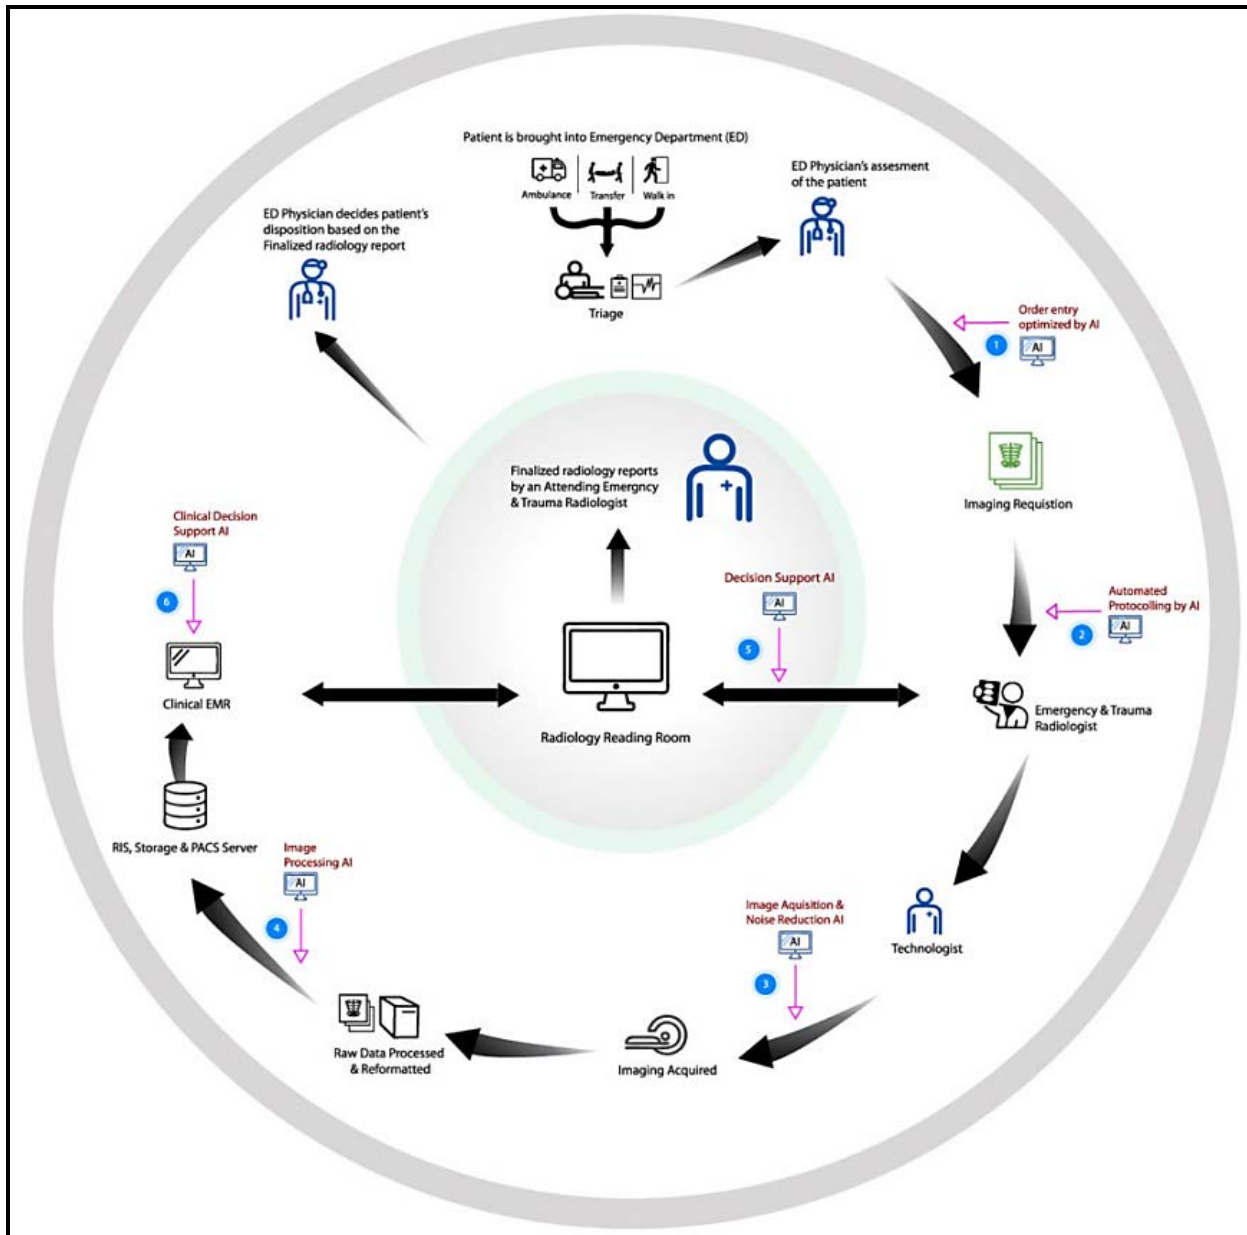 Patient is brought into Emergency Department (ED)
Ambulance
Transfer
Walk in
Triage
ED Physician's assesment
of the patient
Order entry
optimized by AI
1
AI
Imaging Requistion
Automated
Protocolling by AI
2
AI
Emergency & Trauma
Radiologist
Technologist
Image Aquisition &
Noise Reduction AI
AI
3
Imaging Acquired
Raw Data Processed
& Reformatted
Image
Processing AI
AI
4
RIS, Storage & PACS Server
Clinical EMR
Clinical Decision
Support AI
AI
6
Radiology Reading Room
Decision Support AI
AI
5
Finalized radiology reports
by an Attending Emergncy
& Trauma Radiologist
ED Physician decides patient's
disposition based on the
Finalized radiology report